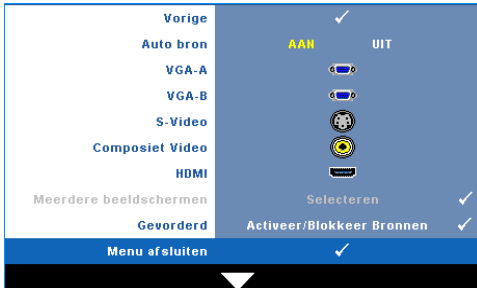 Vorige
Auto bron AAN UIT
VGA-A
VGA-B
S-Video
Composiet Video
HDMI
Meerdere beeldschermen Selecteren
Gevorderd Activeer/Blokkeer Bronnen
Menu afsluiten